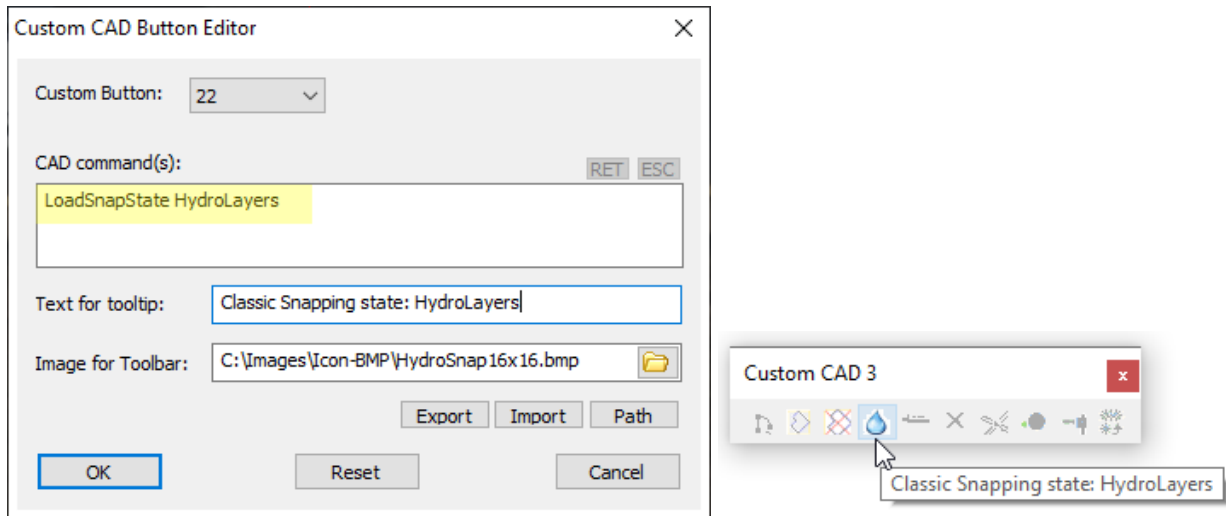 Custom CAD Button Editor
Custom Button: 22
CAD command(s):
RET ESC
LoadSnapState HydroLayers
Text for tooltip: Classic Snapping state: HydroLayers
Image for Toolbar: C:\Images\Icon-BMP\HydroSnap16x16.bmp
Export Import Path
OK Reset Cancel
Custom CAD 3
x
Classic Snapping state: HydroLayers